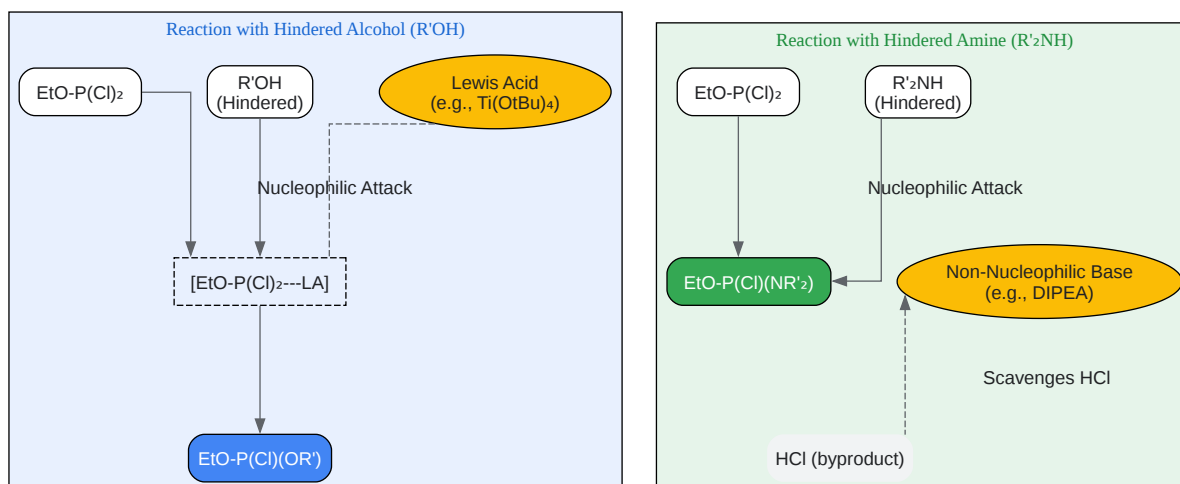 Reaction with Hindered Alcohol (R'OH)
EtO-P(Cl)₂
R'OH
(Hindered)
Lewis Acid
(e.g., Ti(OtBu)₄)
Nucleophilic Attack
[EtO-P(Cl)₂---LA]
EtO-P(Cl)(OR')
Reaction with Hindered Amine (R'₂NH)
EtO-P(Cl)₂
R'₂NH
(Hindered)
Nucleophilic Attack
EtO-P(Cl)(NR'₂)
Non-Nucleophilic Base
(e.g., DIPEA)
Scavenges HCl
HCl (byproduct)